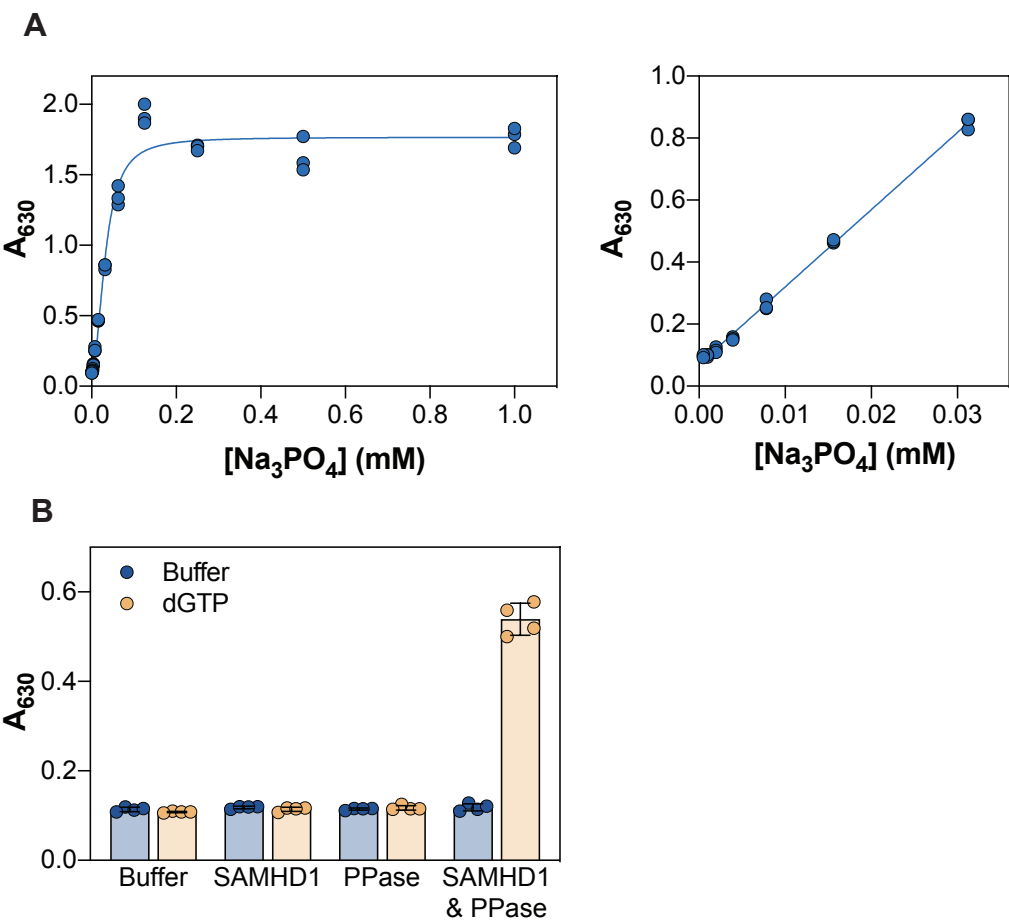 A
A630
2.0
1.5
1.0
0.5
0.0
0.0 0.2 0.4 0.6 0.8 1.0
[Na3PO4] (mM)
A630
1.0
0.8
0.6
0.4
0.2
0.0
0.00 0.01 0.02 0.03
[Na3PO4] (mM)
B
Buffer
dGTP
A630
0.6
0.4
0.2
0.0
Buffer SAMHD1 PPase SAMHD1
& PPase